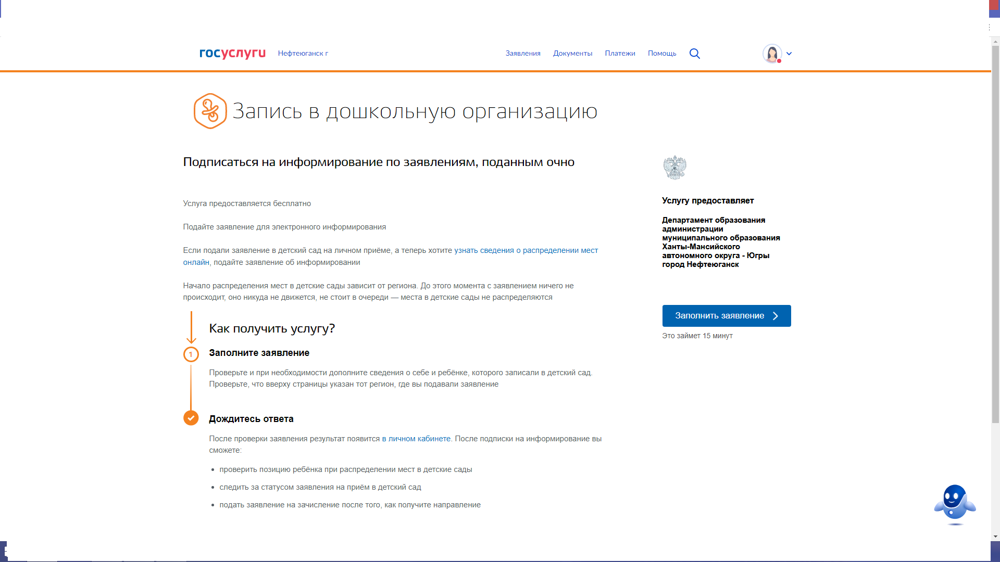 госуслуги Нефтеюганск г Заявления Документы Платежи Помощь
Запись в дошкольную организацию
Подписаться на информирование по заявлениям, поданным очно
Услуга предоставляется бесплатно
Подайте заявление для электронного информирования
Если подали заявление в детский сад на личном приёме, а теперь хотите узнать сведения о распределении мест
онлайн, подайте заявление об информировании
Начало распределения мест в детские сады зависит от региона. До этого момента с заявлением ничего не
происходит, оно никуда не движется, не стоит в очереди — места в детские сады не распределяются
Как получить услугу?
1 Заполните заявление
Проверьте и при необходимости дополните сведения о себе и ребёнке, которого записали в детский сад.
Проверьте, что вверху страницы указан тот регион, где вы подавали заявление
Дождитесь ответа
После проверки заявления результат появится в личном кабинете. После подписки на информирование вы
сможете:
• проверить позицию ребёнка при распределении мест в детские сады
• следить за статусом заявления на приём в детский сад
• подать заявление на зачисление после того, как получите направление
Услугу предоставляет
Департамент образования
администрации
муниципального образования
Ханты-Мансийского
автономного округа - Югры
город Нефтеюганск
Заполнить заявление
Это займет 15 минут